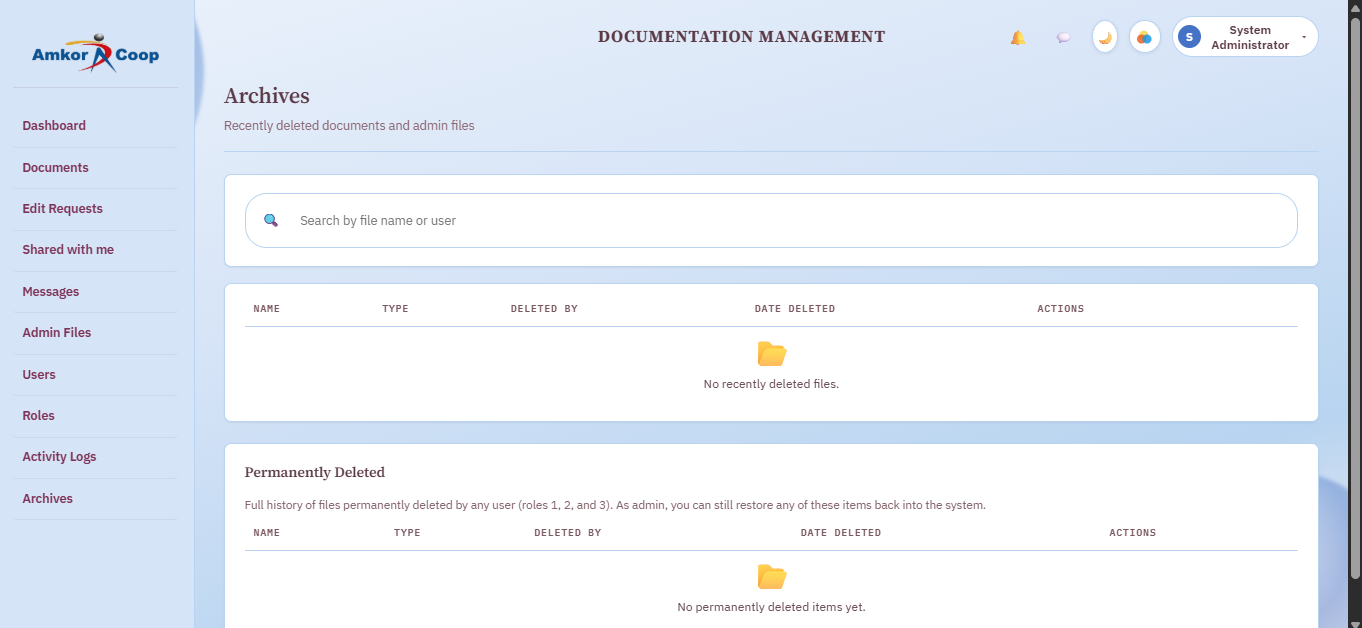 Amkor Coop
DOCUMENTATION MANAGEMENT
S
System
Administrator
Dashboard
Documents
Edit Requests
Shared with me
Messages
Admin Files
Users
Roles
Activity Logs
Archives
Archives
Recently deleted documents and admin files
Search by file name or user
NAME TYPE DELETED BY DATE DELETED ACTIONS
No recently deleted files.
Permanently Deleted
Full history of files permanently deleted by any user (roles 1, 2, and 3). As admin, you can still restore any of these items back into the system.
NAME TYPE DELETED BY DATE DELETED ACTIONS
No permanently deleted items yet.